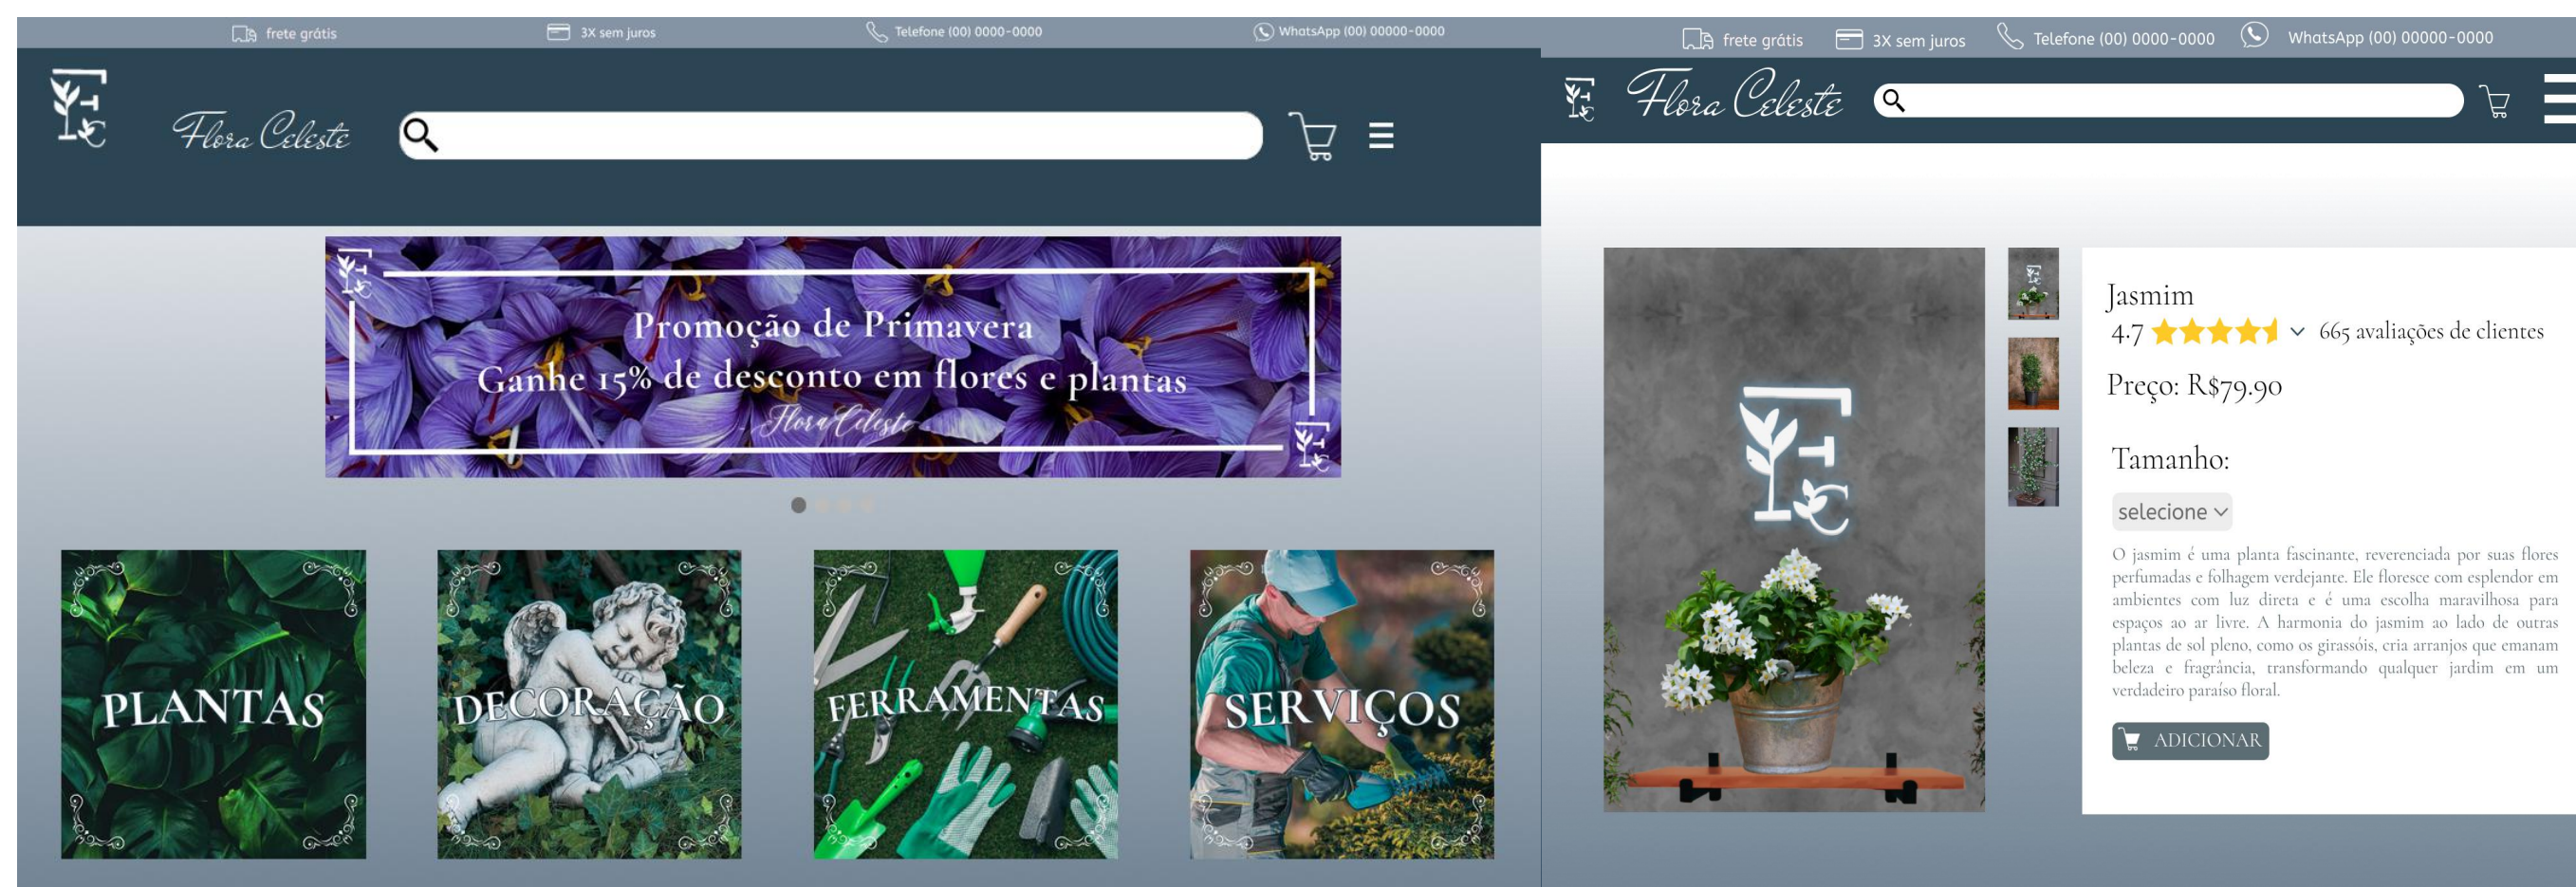 frete grátis
3X sem juros
Telefone (00) 0000-0000
WhatsApp (00) 00000-0000
Flora Celeste
Promoção de Primavera
Ganhe 15% de desconto em flores e plantas
Flora Celeste
PLANTAS
DECORAÇÃO
FERRAMENTAS
SERVIÇOS
frete grátis
3X sem juros
Telefone (00) 0000-0000
WhatsApp (00) 00000-0000
Flora Celeste
Jasmim
4.7
665 avaliações de clientes
Preço: R$79.90
Tamanho:
selecione
O jasmim é uma planta fascinante, reverenciada por suas flores
perfumadas e folhagem verdejante. Ele floresce com esplendor em
ambientes com luz direta e é uma escolha maravilhosa para
espaços ao ar livre. A harmonia do jasmim ao lado de outras
plantas de sol pleno, como os girassóis, cria arranjos que emanam
beleza e fragrância, transformando qualquer jardim em um
verdadeiro paraíso floral.
ADICIONAR